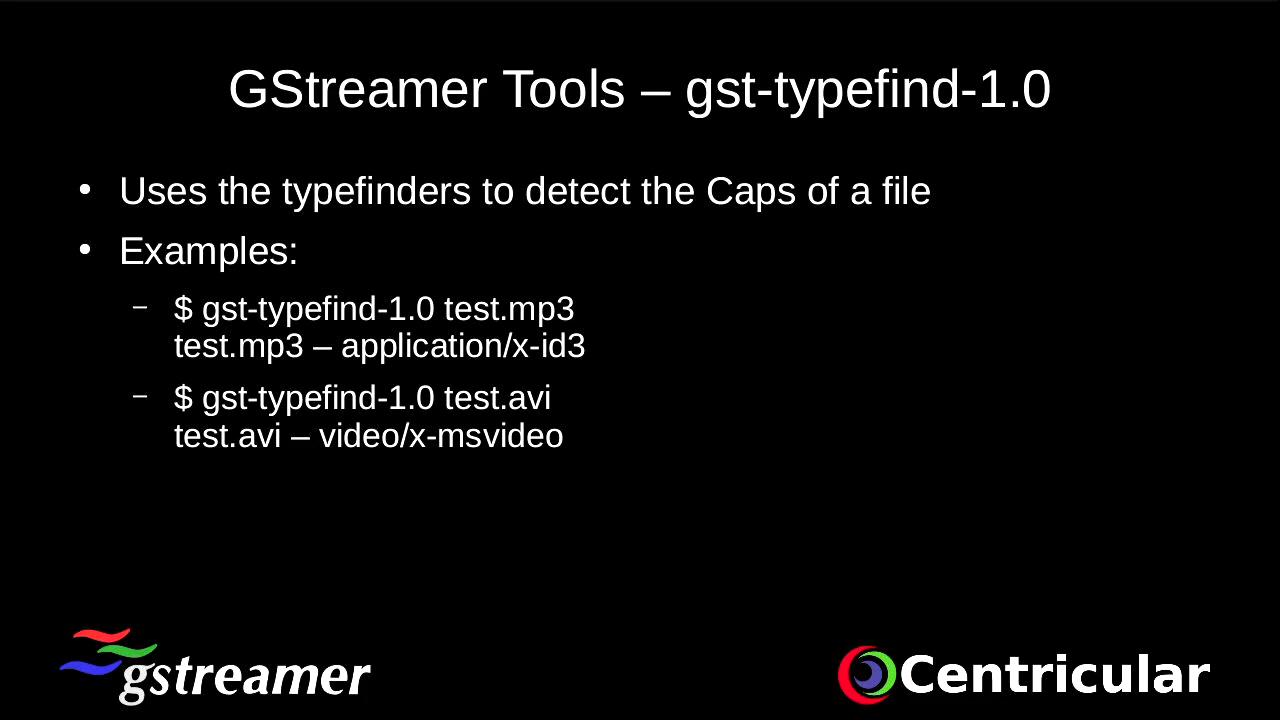 GStreamer Tools – gst-typefind-1.0
• Uses the typefinders to detect the Caps of a file
• Examples:
– $ gst-typefind-1.0 test.mp3
test.mp3 – application/x-id3
– $ gst-typefind-1.0 test.avi
test.avi – video/x-msvideo
gstreamer
Centricular